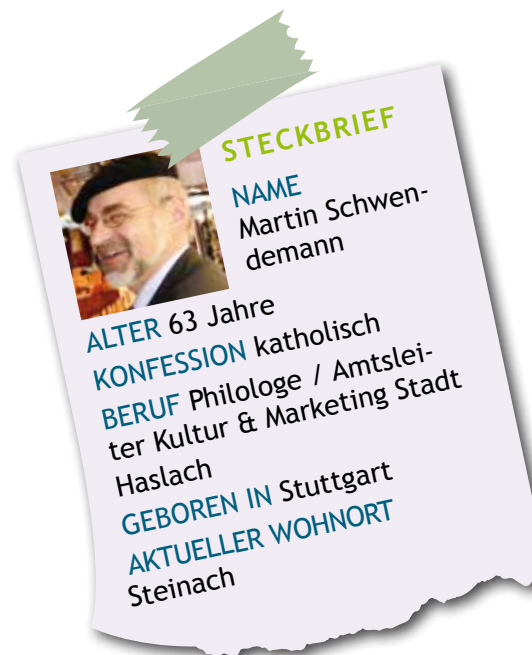 STECKBRIEF
NAME
Martin Schwen-
demann
ALTER 63 Jahre
KONFESSION katholisch
BERUF Philologe / Amtslei-
ter Kultur & Marketing Stadt
Haslach
GEBOREN IN Stuttgart
AKTUELLER WOHNORT
Steinach